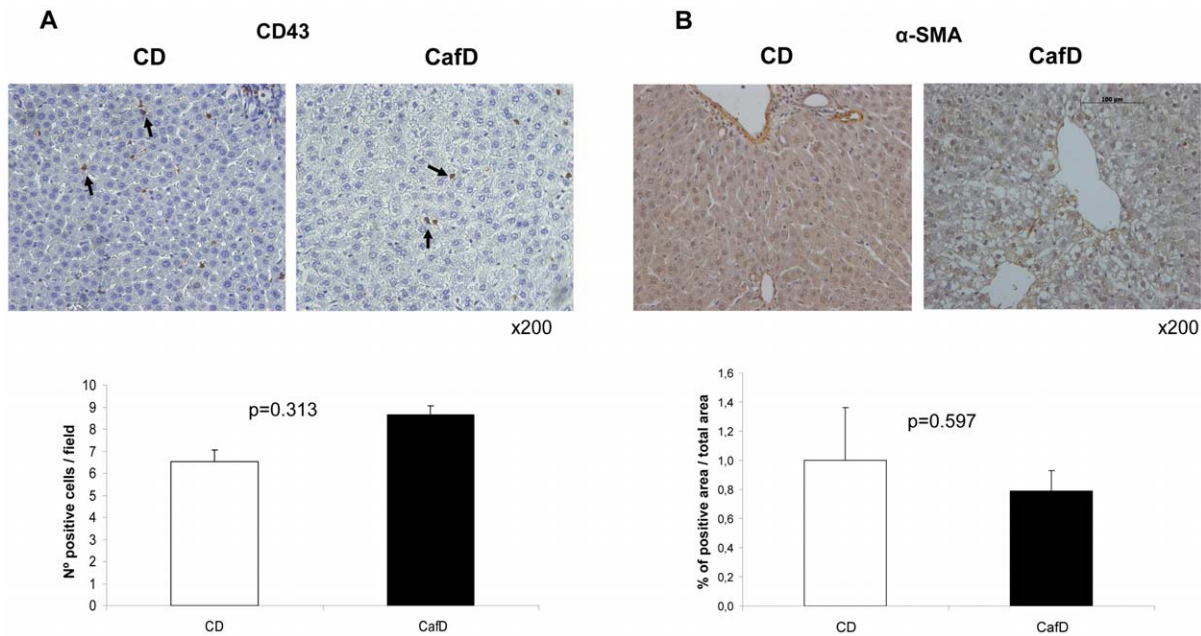 A
CD43
CD
CafD
x200
Nº positive cells / field
10
9
8
7
6
5
4
3
2
1
0
p=0.313
CD
CafD
B
α-SMA
CD
CafD
100 µm
x200
% of positive area / total area
1,6
1,4
1,2
1,0
0,8
0,6
0,4
0,2
0,0
p=0.597
CD
CafD